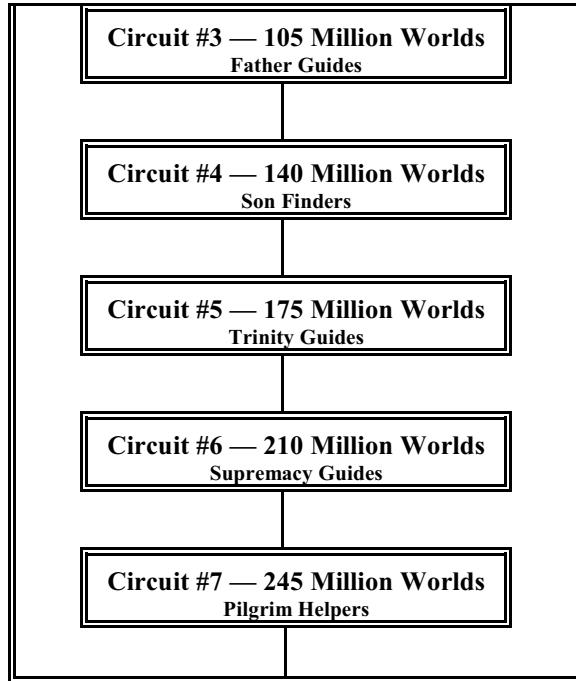 Circuit #3 — 105 Million Worlds
Father Guides
Circuit #4 — 140 Million Worlds
Son Finders
Circuit #5 — 175 Million Worlds
Trinity Guides
Circuit #6 — 210 Million Worlds
Supremacy Guides
Circuit #7 — 245 Million Worlds
Pilgrim Helpers